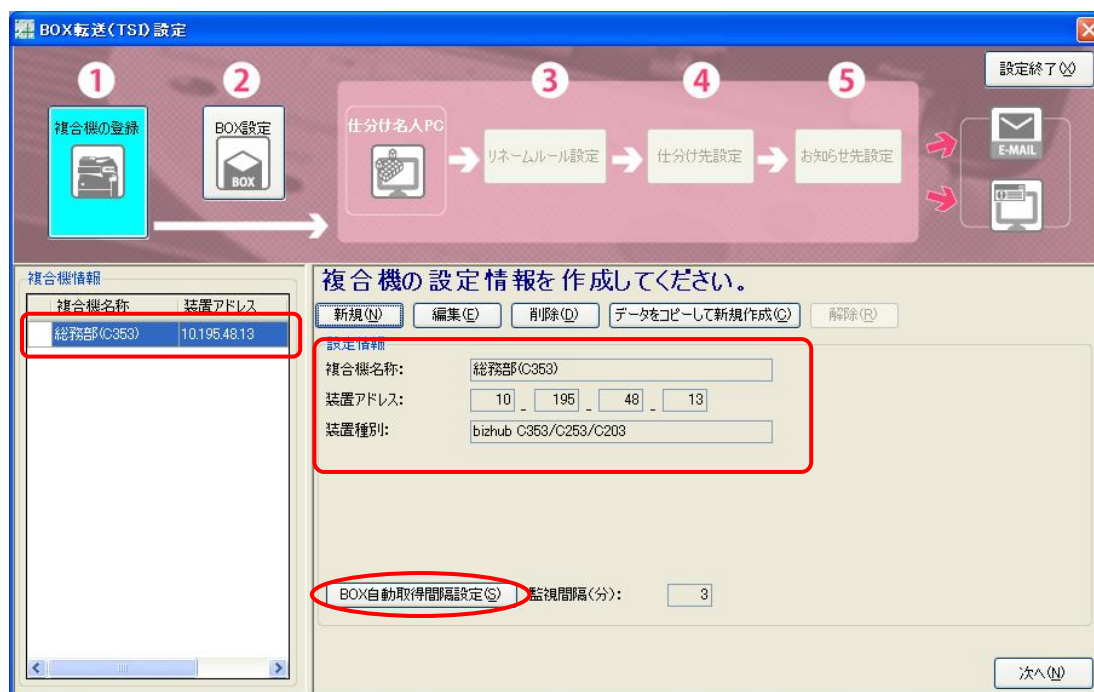 BOX転送(TSI)設定
設定終了(X)
1
2
3
4
5
複合機の登録
BOX設定
BOX
仕分け名人PC
リネームルール設定
仕分け先設定
お知らせ先設定
E-MAIL
複合機情報
複合機名称 装置アドレス
総務部(C353) 10.195.48.13
複合機の設定情報を作成してください。
新規(N) 編集(E) 削除(D) データをコピーして新規作成(C) 解除(R)
設定情報
複合機名称: 総務部(C353)
装置アドレス: 10 . 195 . 48 . 13
装置種別: bizhub C353/C253/C203
BOX自動取得間隔設定(S) 監視間隔(分): 3
次へ(N)